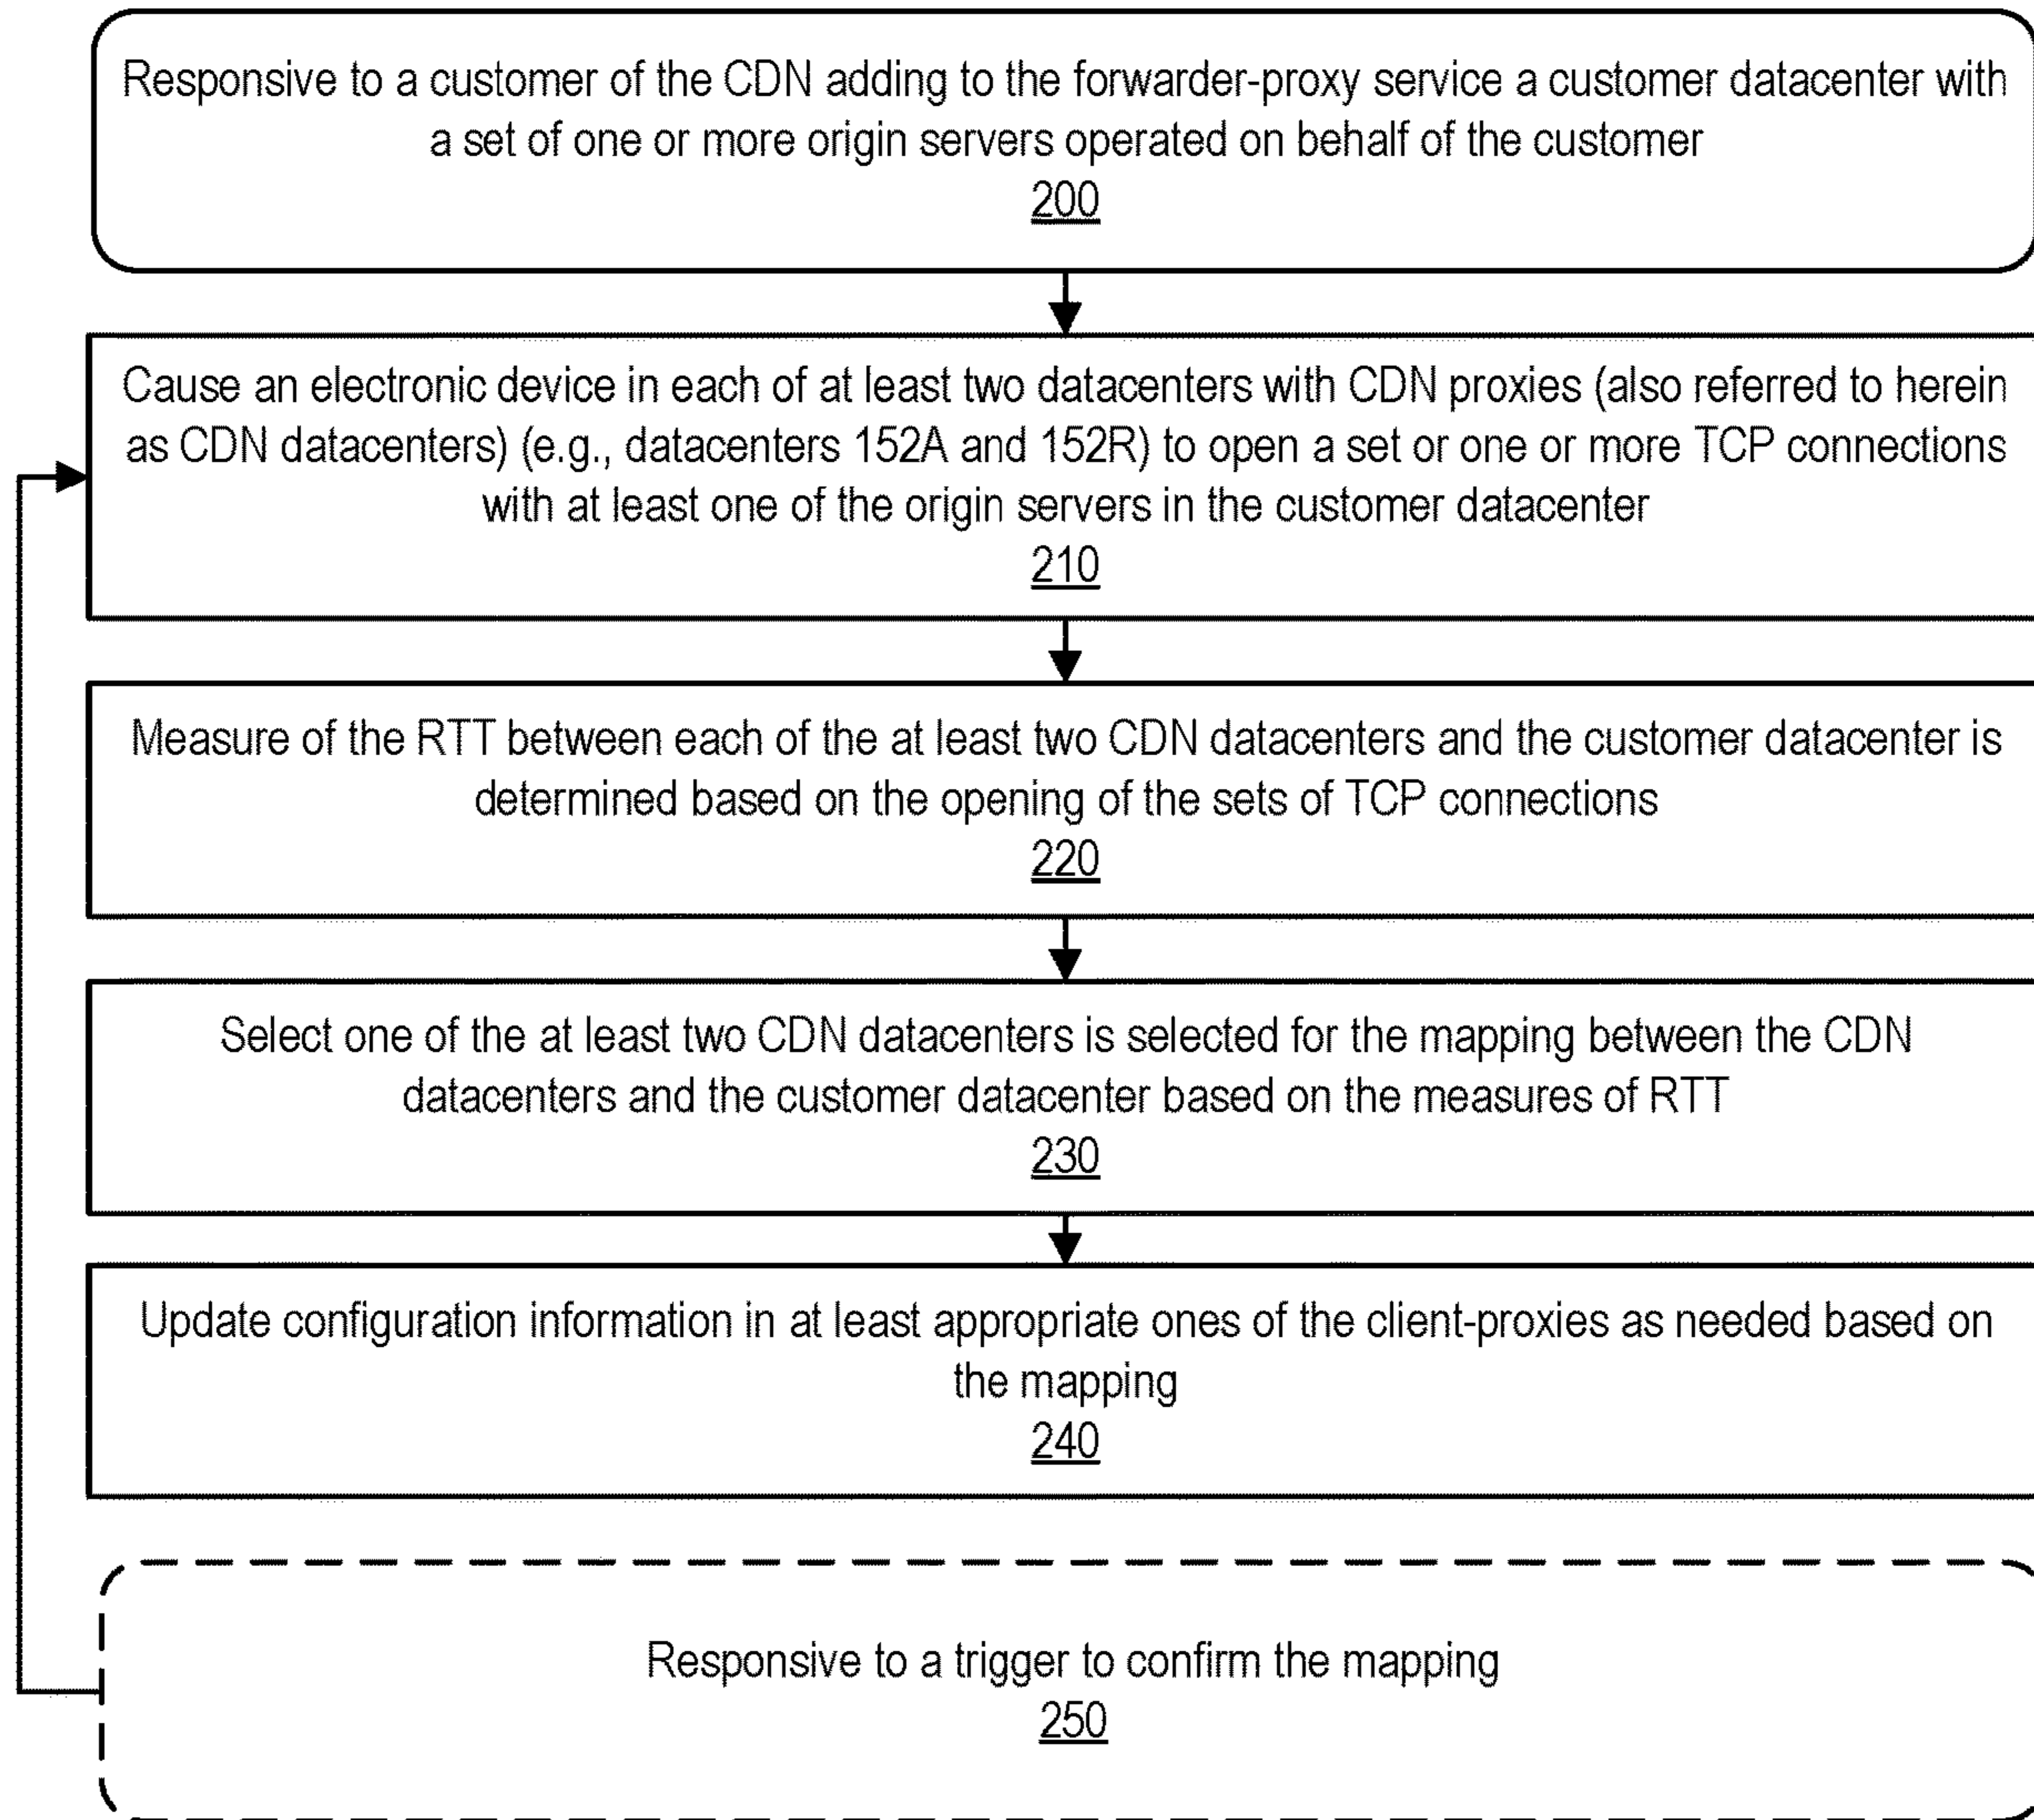 Responsive to a customer of the CDN adding to the forwarder-proxy service a customer datacenter with
a set of one or more origin servers operated on behalf of the customer
200
Cause an electronic device in each of at least two datacenters with CDN proxies (also referred to herein
as CDN datacenters) (e.g., datacenters 152A and 152R) to open a set or one or more TCP connections
with at least one of the origin servers in the customer datacenter
210
Measure of the RTT between each of the at least two CDN datacenters and the customer datacenter is
determined based on the opening of the sets of TCP connections
220
Select one of the at least two CDN datacenters is selected for the mapping between the CDN
datacenters and the customer datacenter based on the measures of RTT
230
Update configuration information in at least appropriate ones of the client-proxies as needed based on
the mapping
240
Responsive to a trigger to confirm the mapping
250